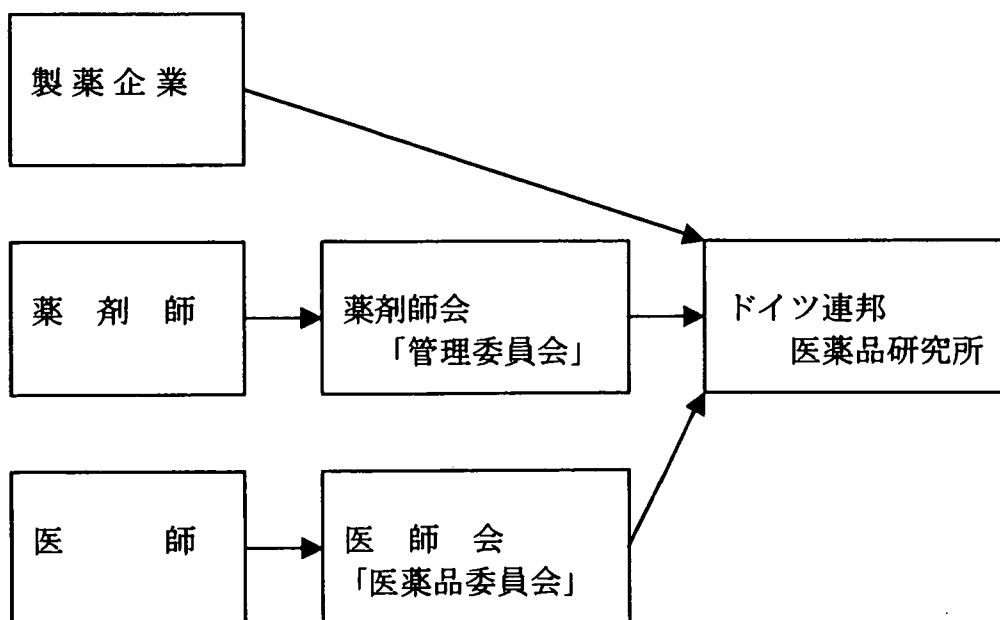 製薬企業
薬剤師
薬剤師会
「管理委員会」
ドイツ連邦
医薬品研究所
医師
医師会
「医薬品委員会」